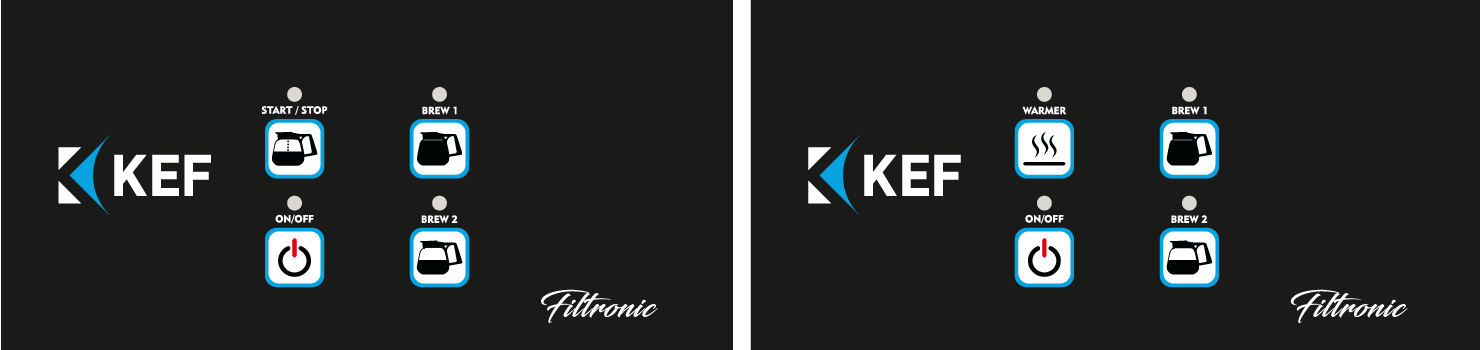 START / STOP
BREW 1
KEF
ON/OFF
BREW 2
Filtronic
WARMER
BREW 1
KEF
ON/OFF
BREW 2
Filtronic